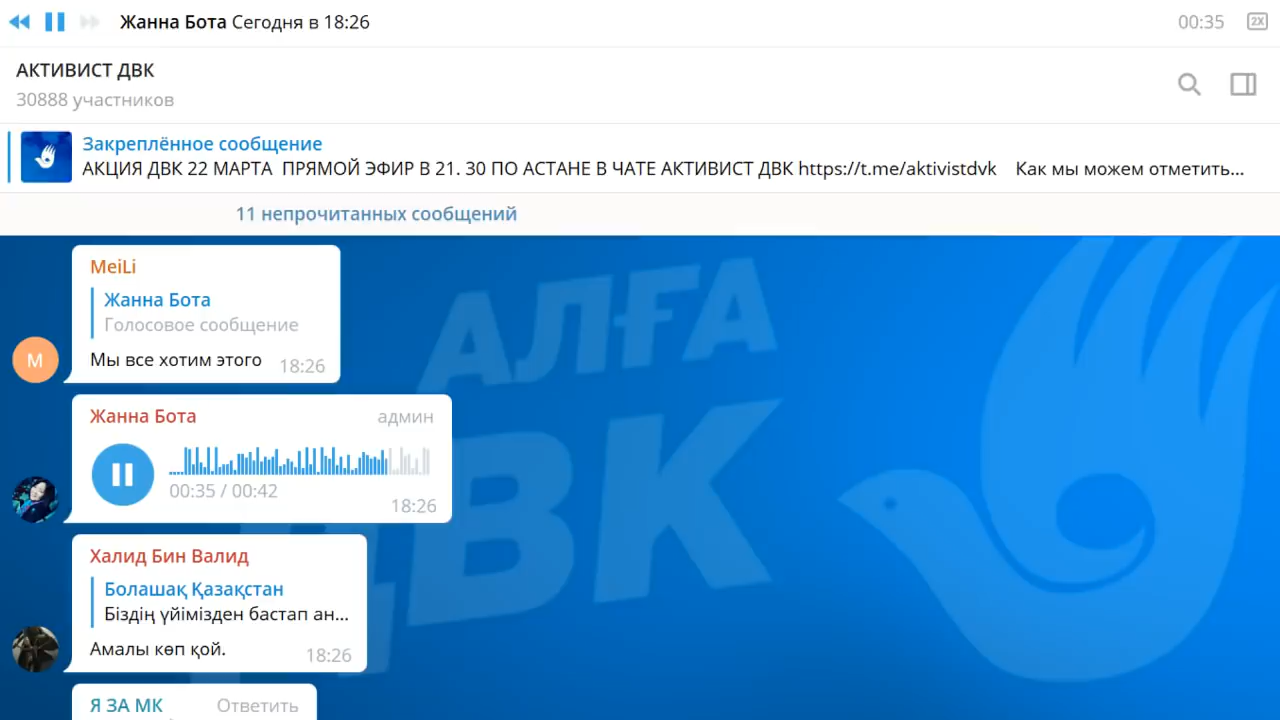 Жанна Бота Сегодня в 18:26
00:35
2X
АКТИВИСТ ДВК
30888 участников
Закреплённое сообщение
АКЦИЯ ДВК 22 МАРТА ПРЯМОЙ ЭФИР В 21. 30 ПО АСТАНЕ В ЧАТЕ АКТИВИСТ ДВК https://t.me/aktivistdvk Как мы можем отметить...
11 непрочитанных сообщений
АЛҒА
ДВК
MeiLi
Жанна Бота
Голосовое сообщение
М
Мы все хотим этого 18:26
Жанна Бота админ
00:35 / 00:42
18:26
Халид Бин Валид
Болашақ Қазақстан
Біздің үйімізден бастап ан...
Амалы көп қой. 18:26
Я ЗА МК Ответить